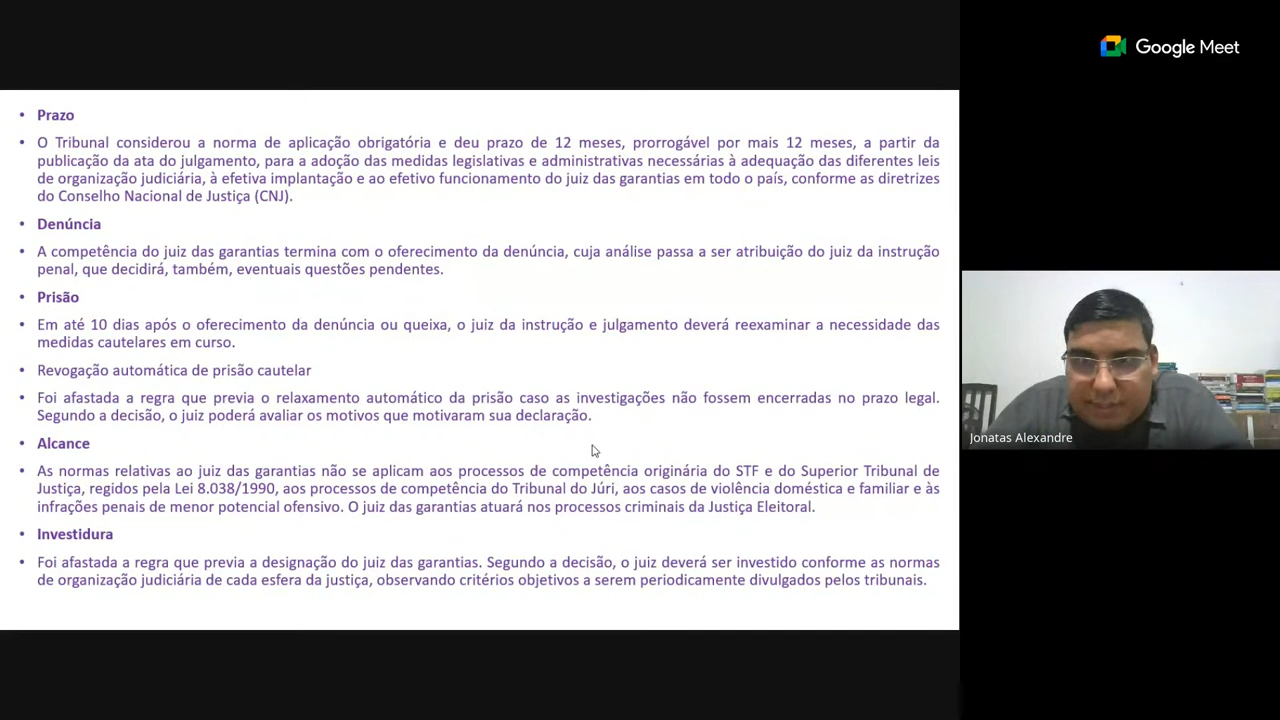 Google Meet
• Prazo
• O Tribunal considerou a norma de aplicação obrigatória e deu prazo de 12 meses, prorrogável por mais 12 meses, a partir da
publicação da ata do julgamento, para a adoção das medidas legislativas e administrativas necessárias à adequação das diferentes leis
de organização judiciária, à efetiva implantação e ao efetivo funcionamento do juiz das garantias em todo o país, conforme as diretrizes
do Conselho Nacional de Justiça (CNJ).
• Denúncia
• A competência do juiz das garantias termina com o oferecimento da denúncia, cuja análise passa a ser atribuição do juiz da instrução
penal, que decidirá, também, eventuais questões pendentes.
• Prisão
• Em até 10 dias após o oferecimento da denúncia ou queixa, o juiz da instrução e julgamento deverá reexaminar a necessidade das
medidas cautelares em curso.
• Revogação automática de prisão cautelar
• Foi afastada a regra que previa o relaxamento automático da prisão caso as investigações não fossem encerradas no prazo legal.
Segundo a decisão, o juiz poderá avaliar os motivos que motivaram sua declaração.
• Alcance
• As normas relativas ao juiz das garantias não se aplicam aos processos de competência originária do STF e do Superior Tribunal de
Justiça, regidos pela Lei 8.038/1990, aos processos de competência do Tribunal do Júri, aos casos de violência doméstica e familiar e às
infrações penais de menor potencial ofensivo. O juiz das garantias atuará nos processos criminais da Justiça Eleitoral.
• Investidura
• Foi afastada a regra que previa a designação do juiz das garantias. Segundo a decisão, o juiz deverá ser investido conforme as normas
de organização judiciária de cada esfera da justiça, observando critérios objetivos a serem periodicamente divulgados pelos tribunais.
Jonatas Alexandre